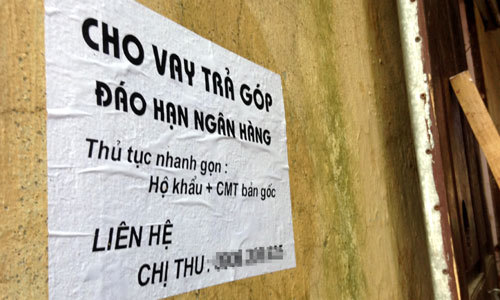 CHO VAY TRẢ GÓP
ĐÁO HẠN NGÂN HÀNG
Thủ tục nhanh gọn :
Hộ khẩu + CMT bản gốc
LIÊN HỆ
CHỊ THU :